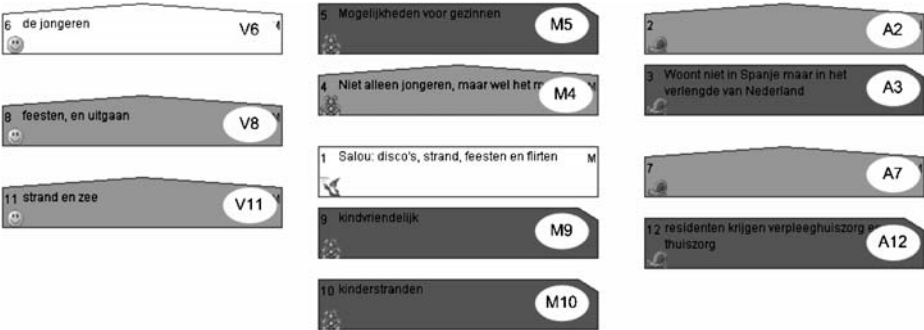 6 de jongeren V6
8 feesten, en uitgaan V8
11 strand en zee V11
5 Mogelijkheden voor gezinnen M5
4 Niet alleen jongeren, maar wel het M4 M
1 Salou: disco's, strand, feesten en flirten M
9 kindvriendelijk M9
10 kinderstranden M10
2 A2
3 Woont niet in Spanje maar in het
verlengde van Nederland A3
7 A7
12 residenten krijgen verpleeghuiszorg
thuiszorg A12